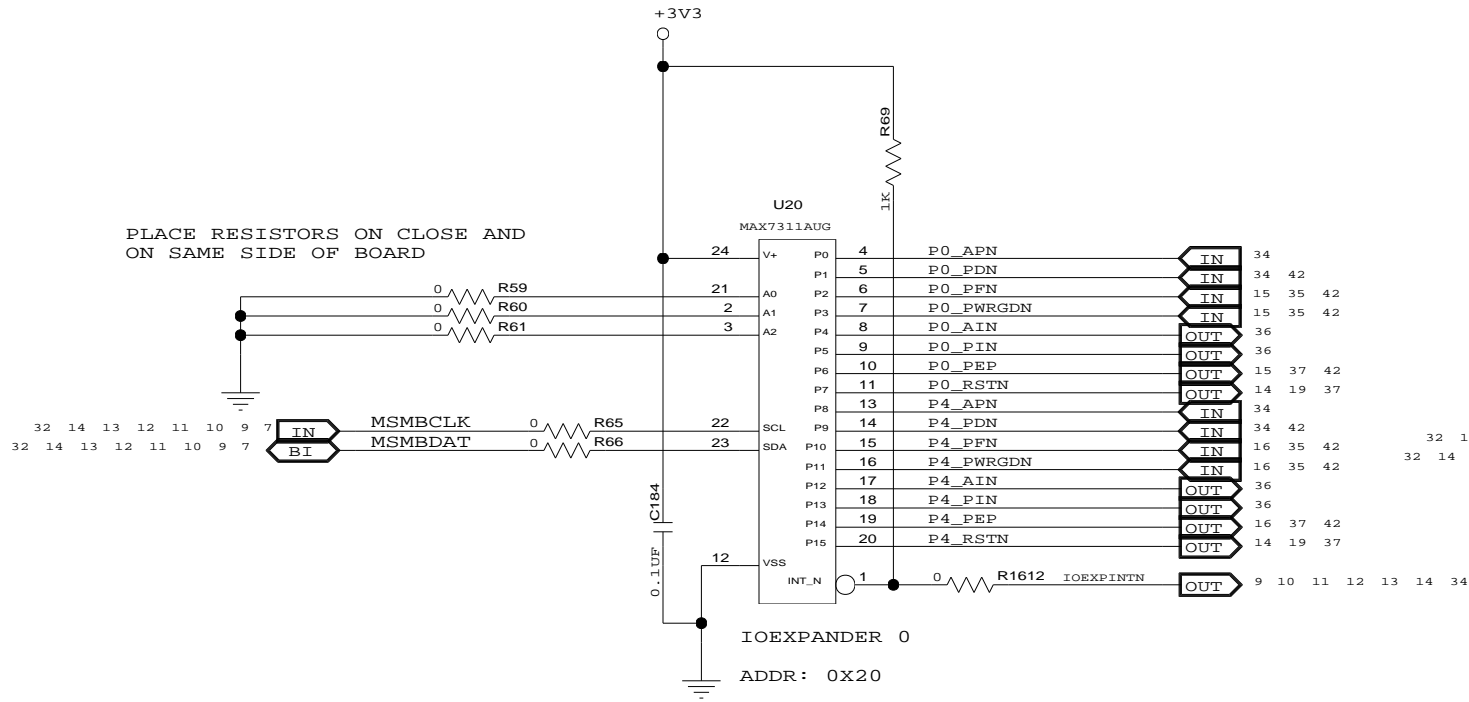 +3V3
R69
1K
U20
MAX7311AUG
PLACE RESISTORS ON CLOSE AND
ON SAME SIDE OF BOARD
24 V+ P0 4 P0_APN IN 34
P1 5 P0_PDN IN 34 42
0 R59 21 A0 P2 6 P0_PFN IN 15 35 42
0 R60 2 A1 P3 7 P0_PWRGDN IN 15 35 42
0 R61 3 A2 P4 8 P0_AIN OUT 36
P5 9 P0_PIN OUT 36
P6 10 P0_PEP OUT 15 37 42
P7 11 P0_RSTN OUT 14 19 37
P8 13 P4_APN IN 34
32 14 13 12 11 10 9 7 IN MSMBCLK 0 R65 22 SCL P9 14 P4_PDN IN 34 42
32 1
32 14 13 12 11 10 9 7 BI MSMBDAT 0 R66 23 SDA P10 15 P4_PFN IN 16 35 42
32 14
P11 16 P4_PWRGDN IN 16 35 42
P12 17 P4_AIN OUT 36
P13 18 P4_PIN OUT 36
C184
0.1UF
P14 19 P4_PEP OUT 16 37 42
P15 20 P4_RSTN OUT 14 19 37
12 VSS
INT_N 1 0 R1612 IOEXPINTN OUT 9 10 11 12 13 14 34
IOEXPANDER 0
ADDR: 0X20